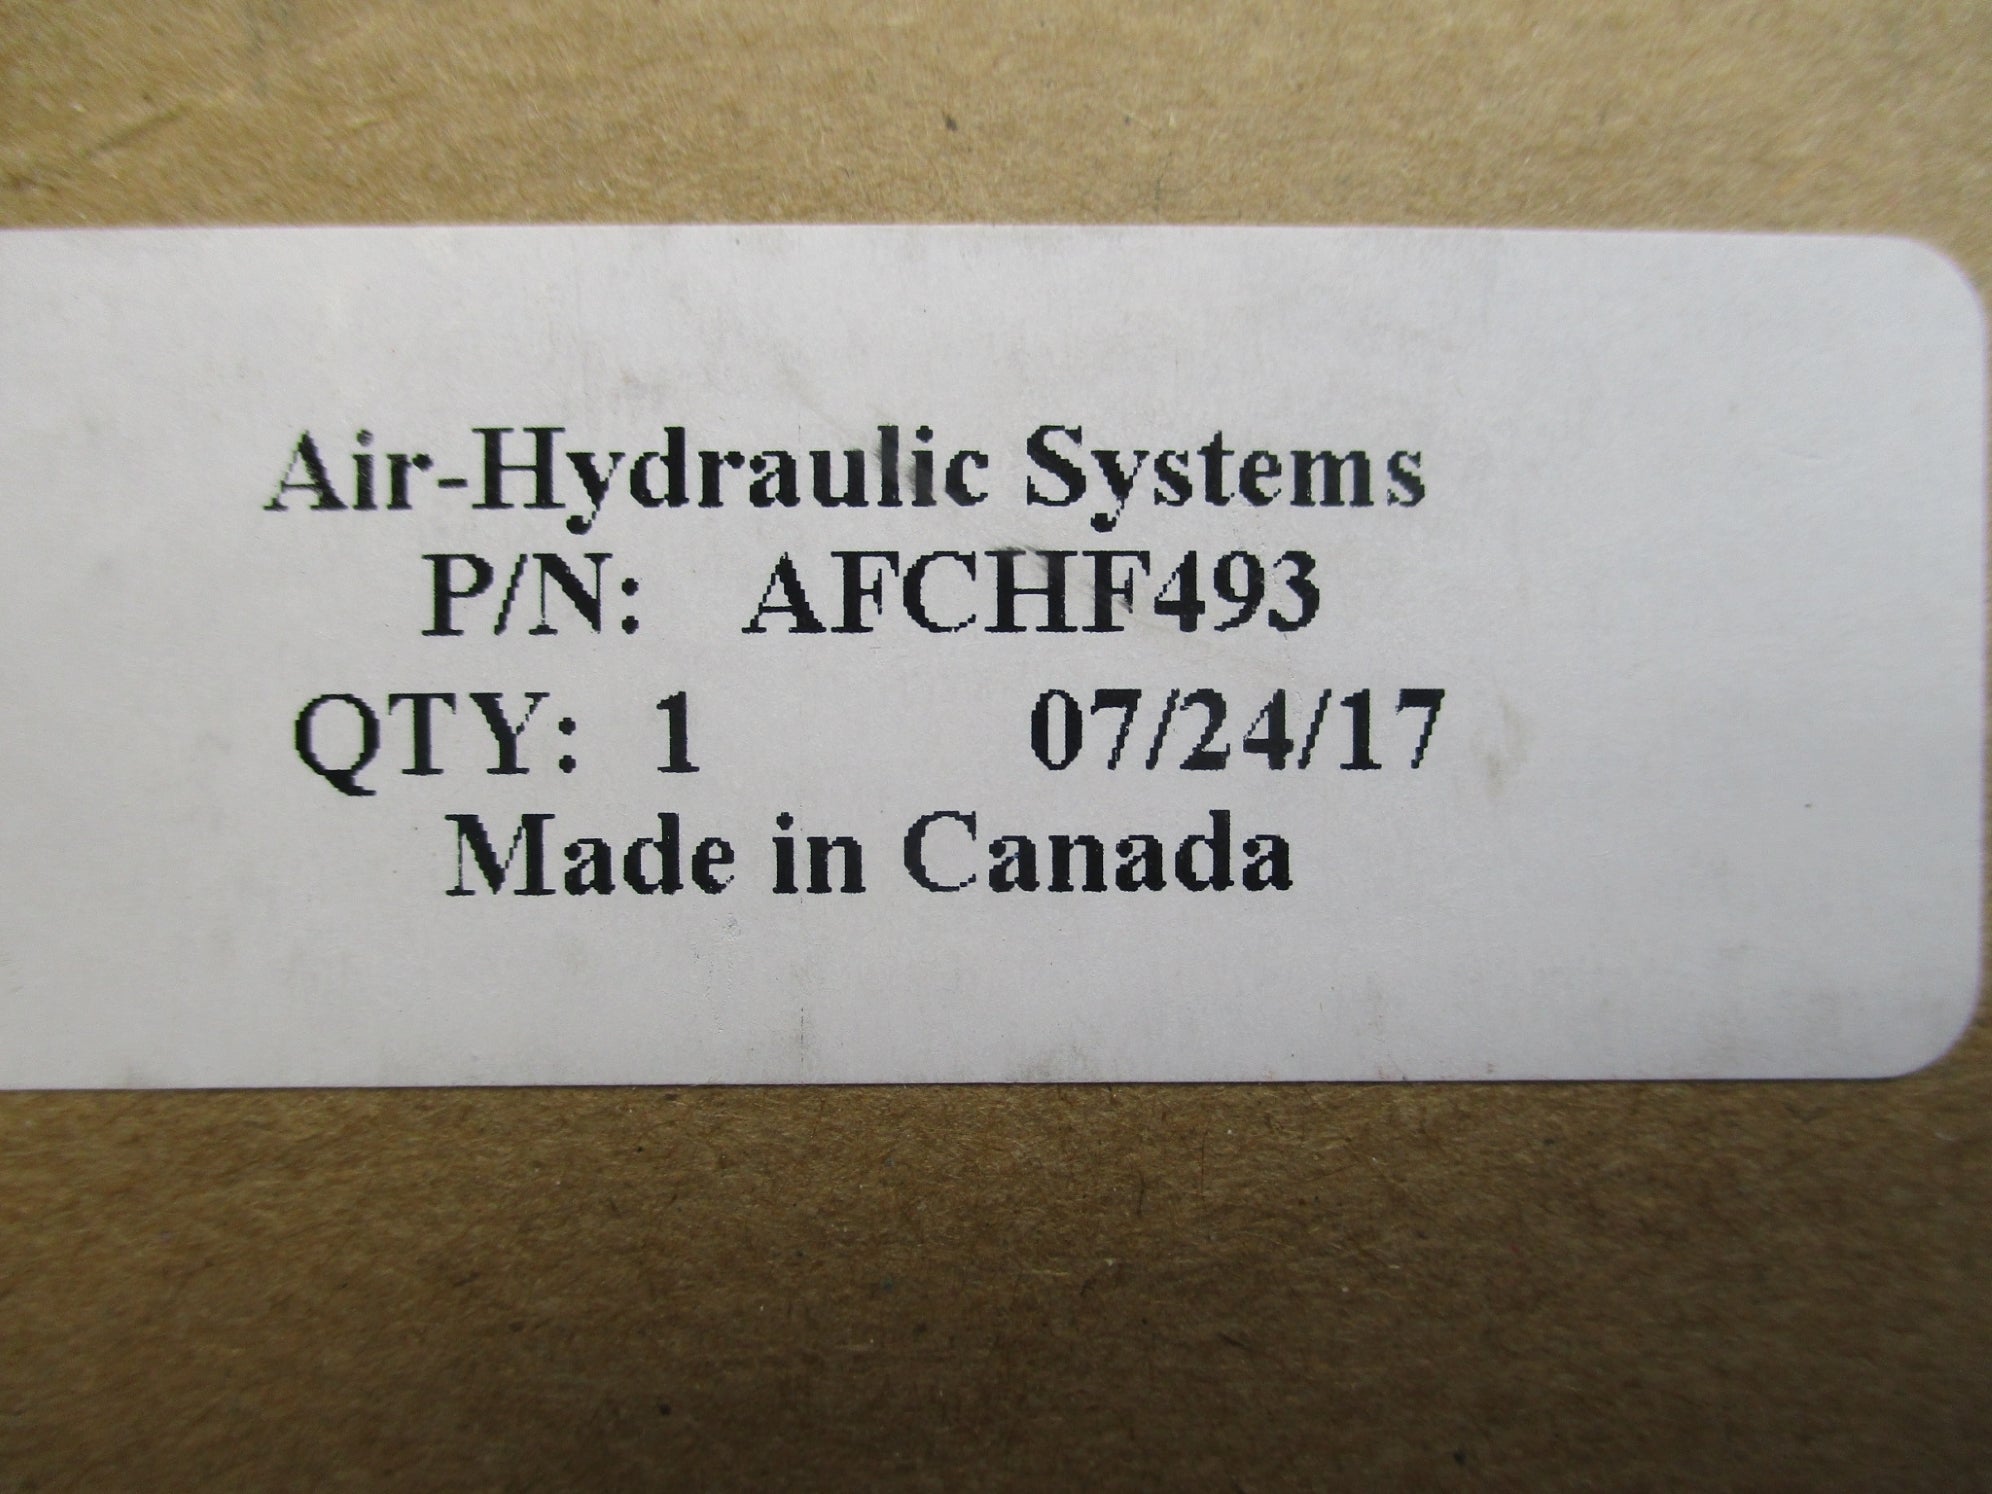 Air-Hydraulic Systems
P/N: AFCHF493
QTY: 1 07/24/17
Made in Canada